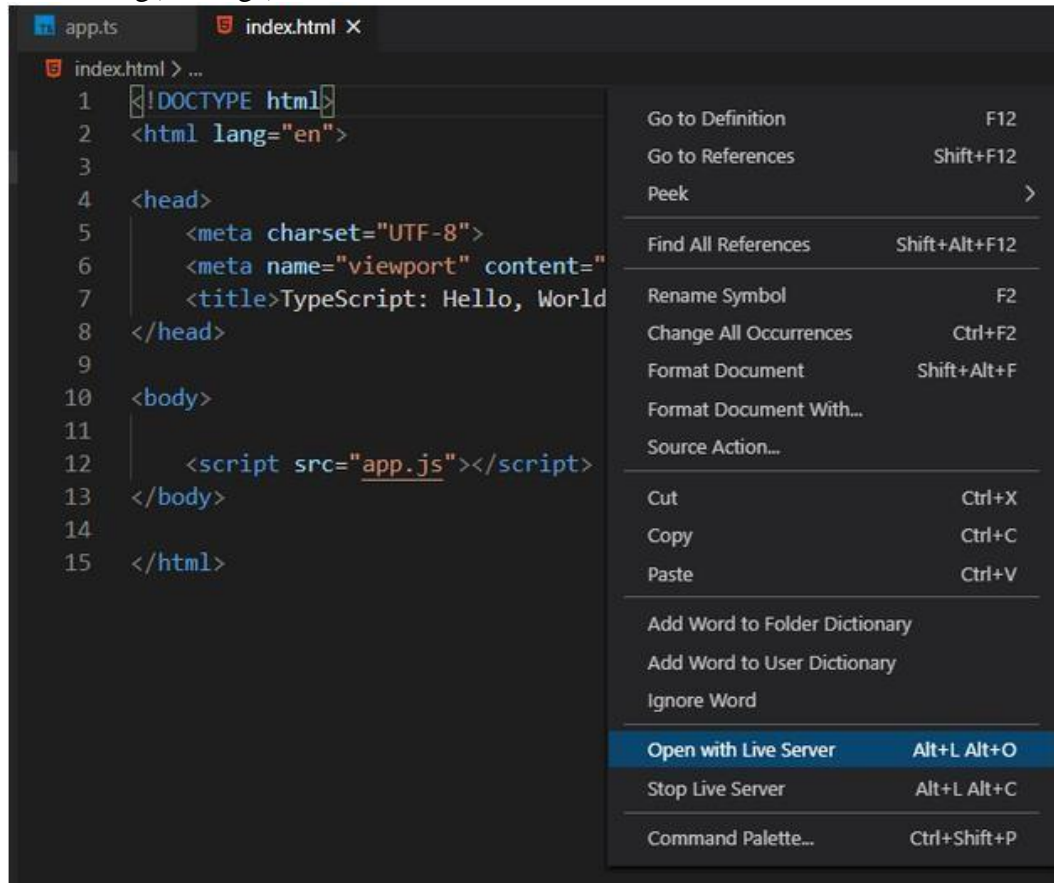 app.ts
index.html
index.html > ...
1 <!DOCTYPE html>
2 <html lang="en">
3
4 <head>
5 <meta charset="UTF-8">
6 <meta name="viewport" content="
7 <title>TypeScript: Hello, World
8 </head>
9
10 <body>
11
12 <script src="app.js"></script>
13 </body>
14
15 </html>
Go to Definition F12
Go to References Shift+F12
Peek >
Find All References Shift+Alt+F12
Rename Symbol F2
Change All Occurrences Ctrl+F2
Format Document Shift+Alt+F
Format Document With...
Source Action...
Cut Ctrl+X
Copy Ctrl+C
Paste Ctrl+V
Add Word to Folder Dictionary
Add Word to User Dictionary
Ignore Word
Open with Live Server Alt+L Alt+O
Stop Live Server Alt+L Alt+C
Command Palette... Ctrl+Shift+P